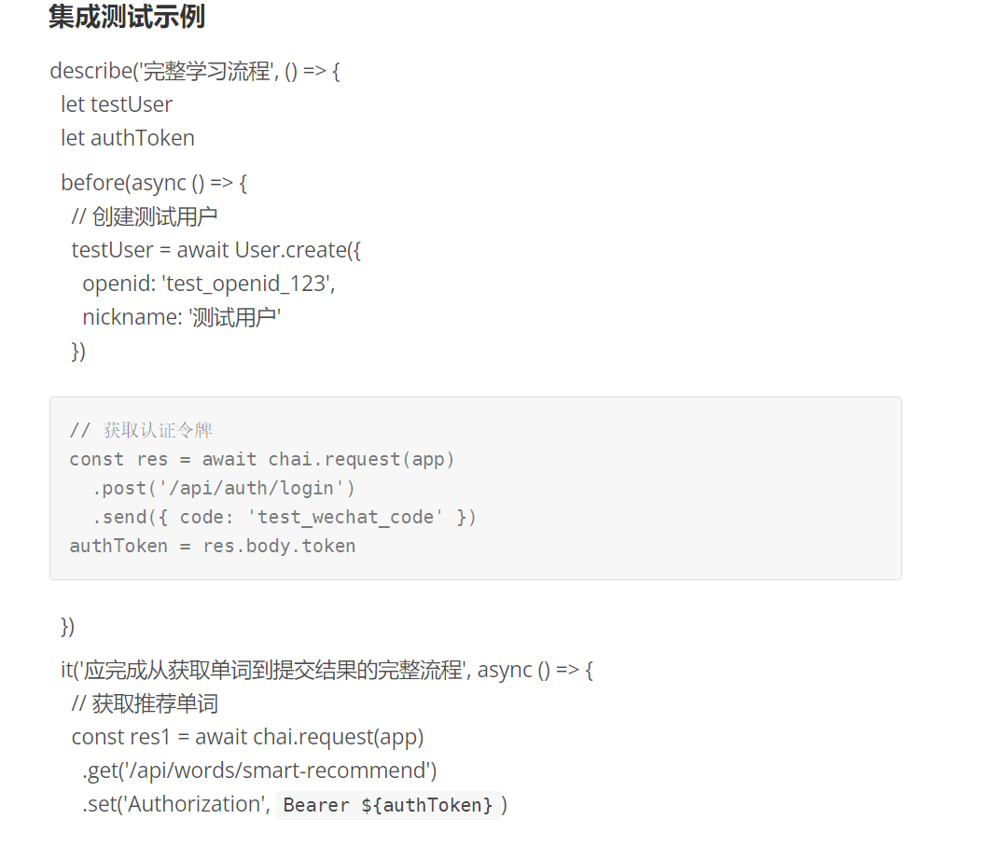 集成测试示例
describe('完整学习流程', () => {
let testUser
let authToken
before(async () => {
// 创建测试用户
testUser = await User.create({
openid: 'test_openid_123',
nickname: '测试用户'
})
// 获取认证令牌
const res = await chai.request(app)
.post('/api/auth/login')
.send({ code: 'test_wechat_code' })
authToken = res.body.token
})
it('应完成从获取单词到提交结果的完整流程', async () => {
// 获取推荐单词
const res1 = await chai.request(app)
.get('/api/words/smart-recommend')
.set('Authorization', Bearer ${authToken} )